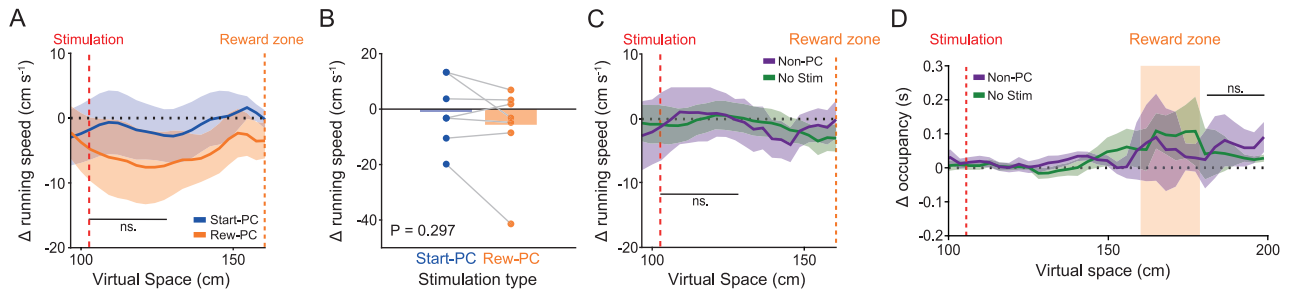 A
Stimulation
Reward zone
10
0
-10
-20
Δ running speed (cm s⁻¹)
ns.
Start-PC
Rew-PC
100
150
Virtual Space (cm)
B
20
0
-20
-40
Δ running speed (cm s⁻¹)
P = 0.297
Start-PC
Rew-PC
Stimulation type
C
Stimulation
Reward zone
10
0
-10
-20
Δ running speed (cm s⁻¹)
Non-PC
No Stim
ns.
100
150
Virtual Space (cm)
D
Stimulation
Reward zone
0.3
0.2
0.1
0
-0.1
-0.2
Δ occupancy (s)
Non-PC
No Stim
ns.
100
150
200
Virtual space (cm)